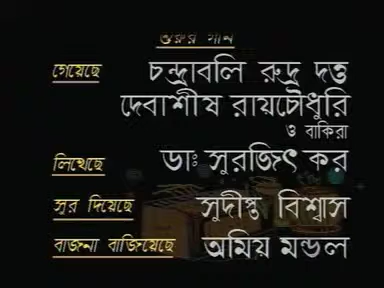 শুরুর গান
গেয়েছে চন্দ্রাবলি রুদ্র দত্ত
দেবাশীষ রায়চৌধুরি
ও বাকিরা
লিখেছে ডাঃ সুরজিৎ কর
সুর দিয়েছে সুদীপ্ত বিশ্বাস
বাজনা বাজিয়েছে অমিয় মন্ডল